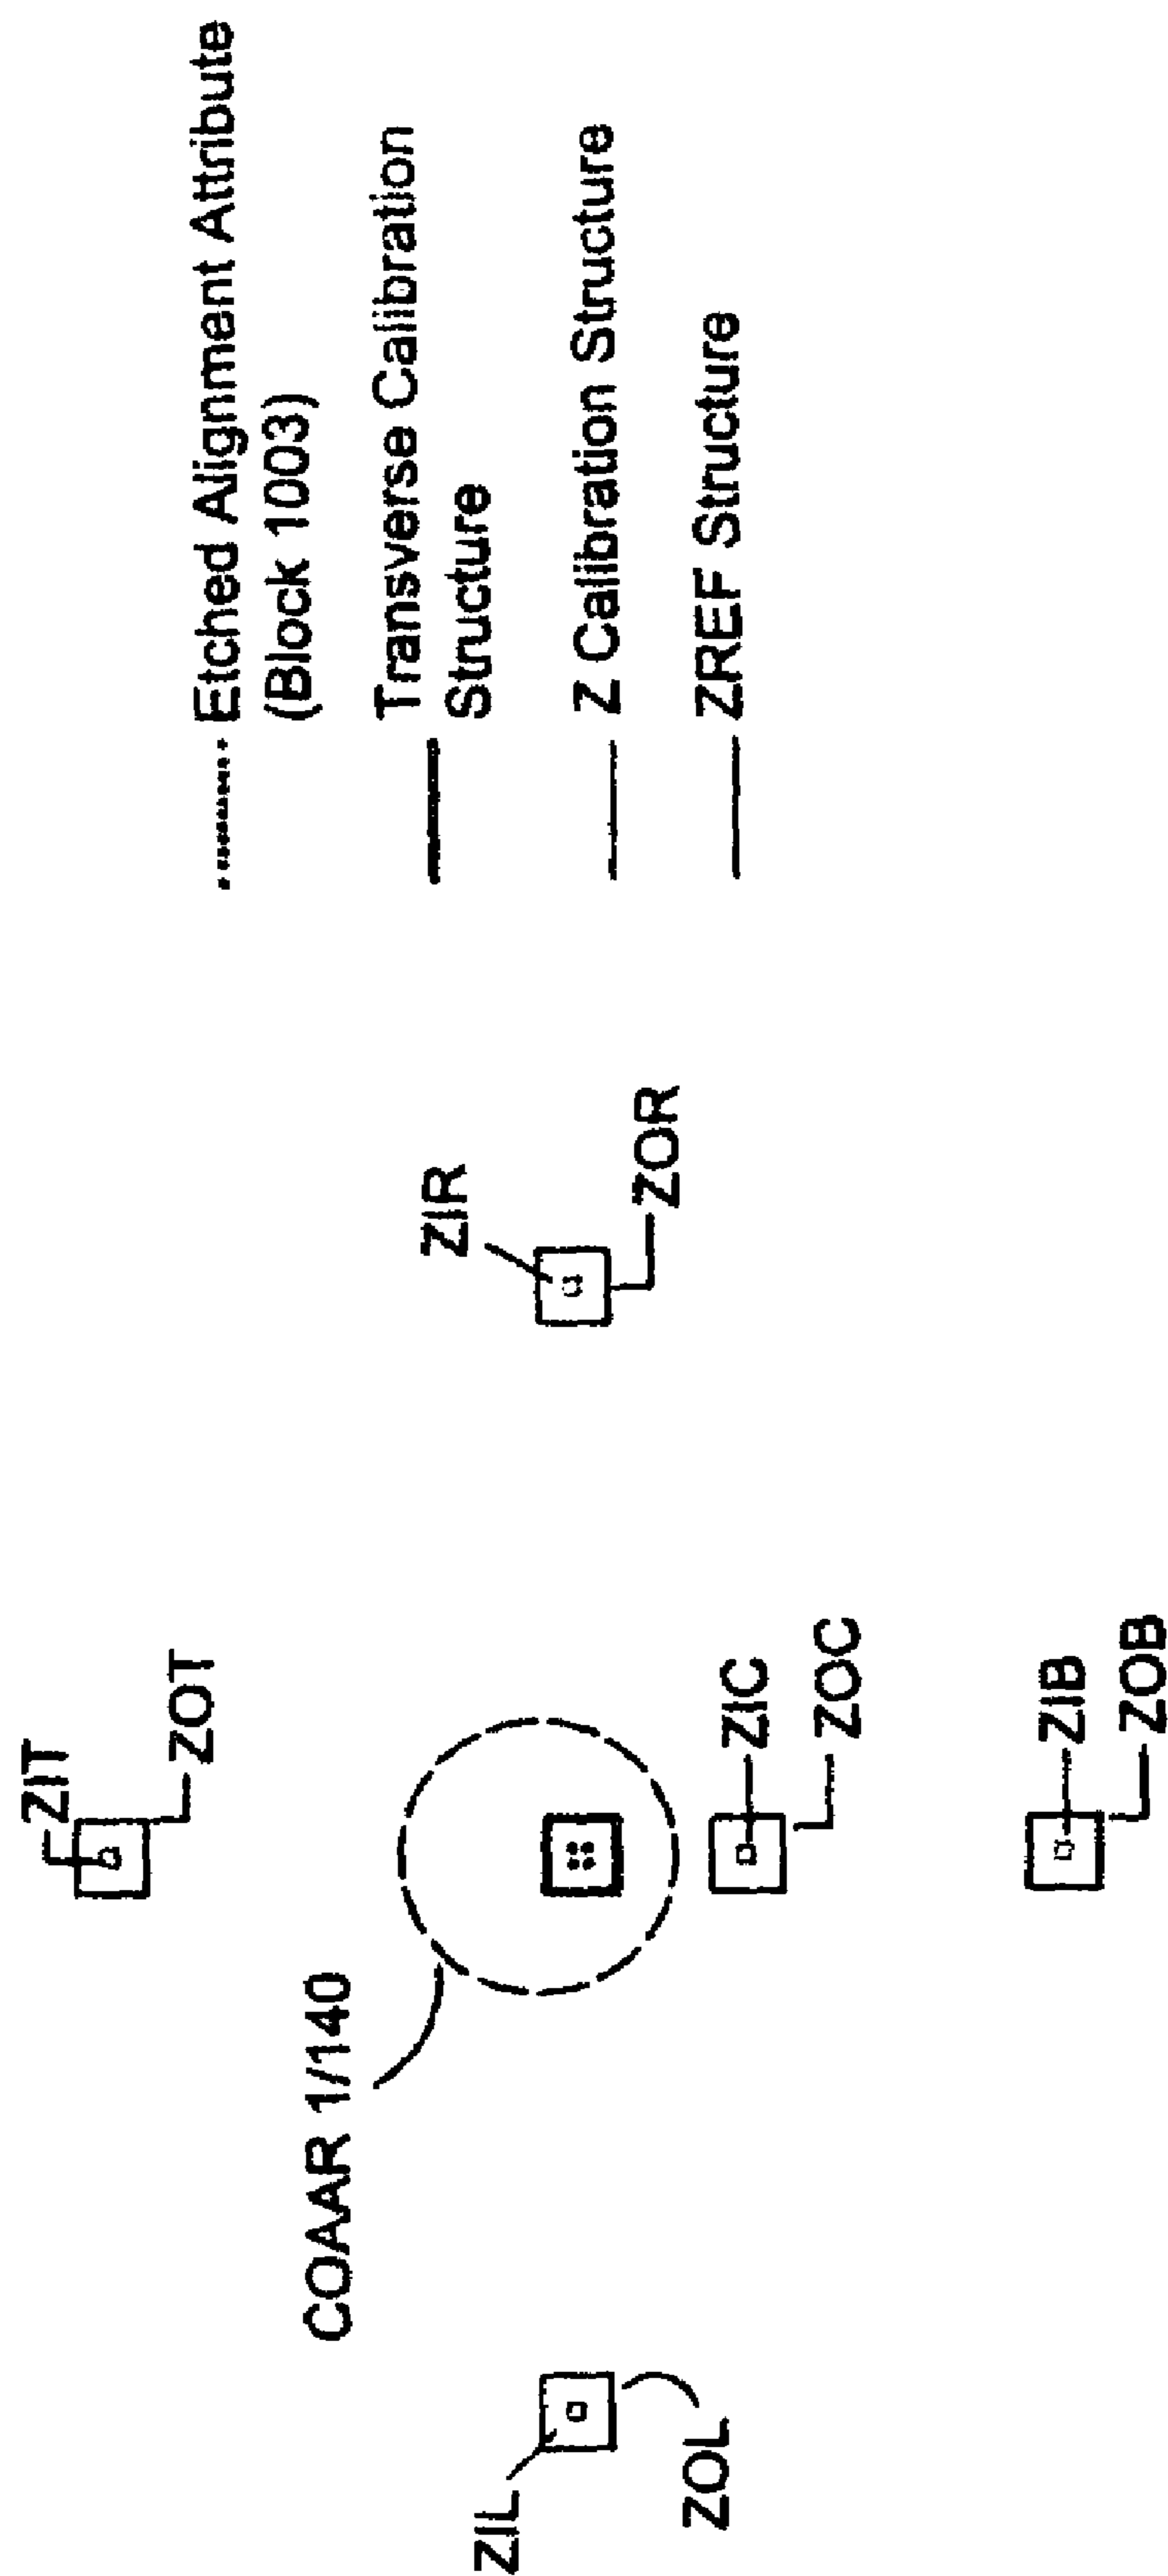 ZIT
ZOT
COAAR 1/140
ZIL
ZOL
ZIR
ZOR
ZIC
ZOC
ZIB
ZOB
Etched Alignment Attribute
(Block 1003)
Transverse Calibration
Structure
Z Calibration Structure
ZREF Structure